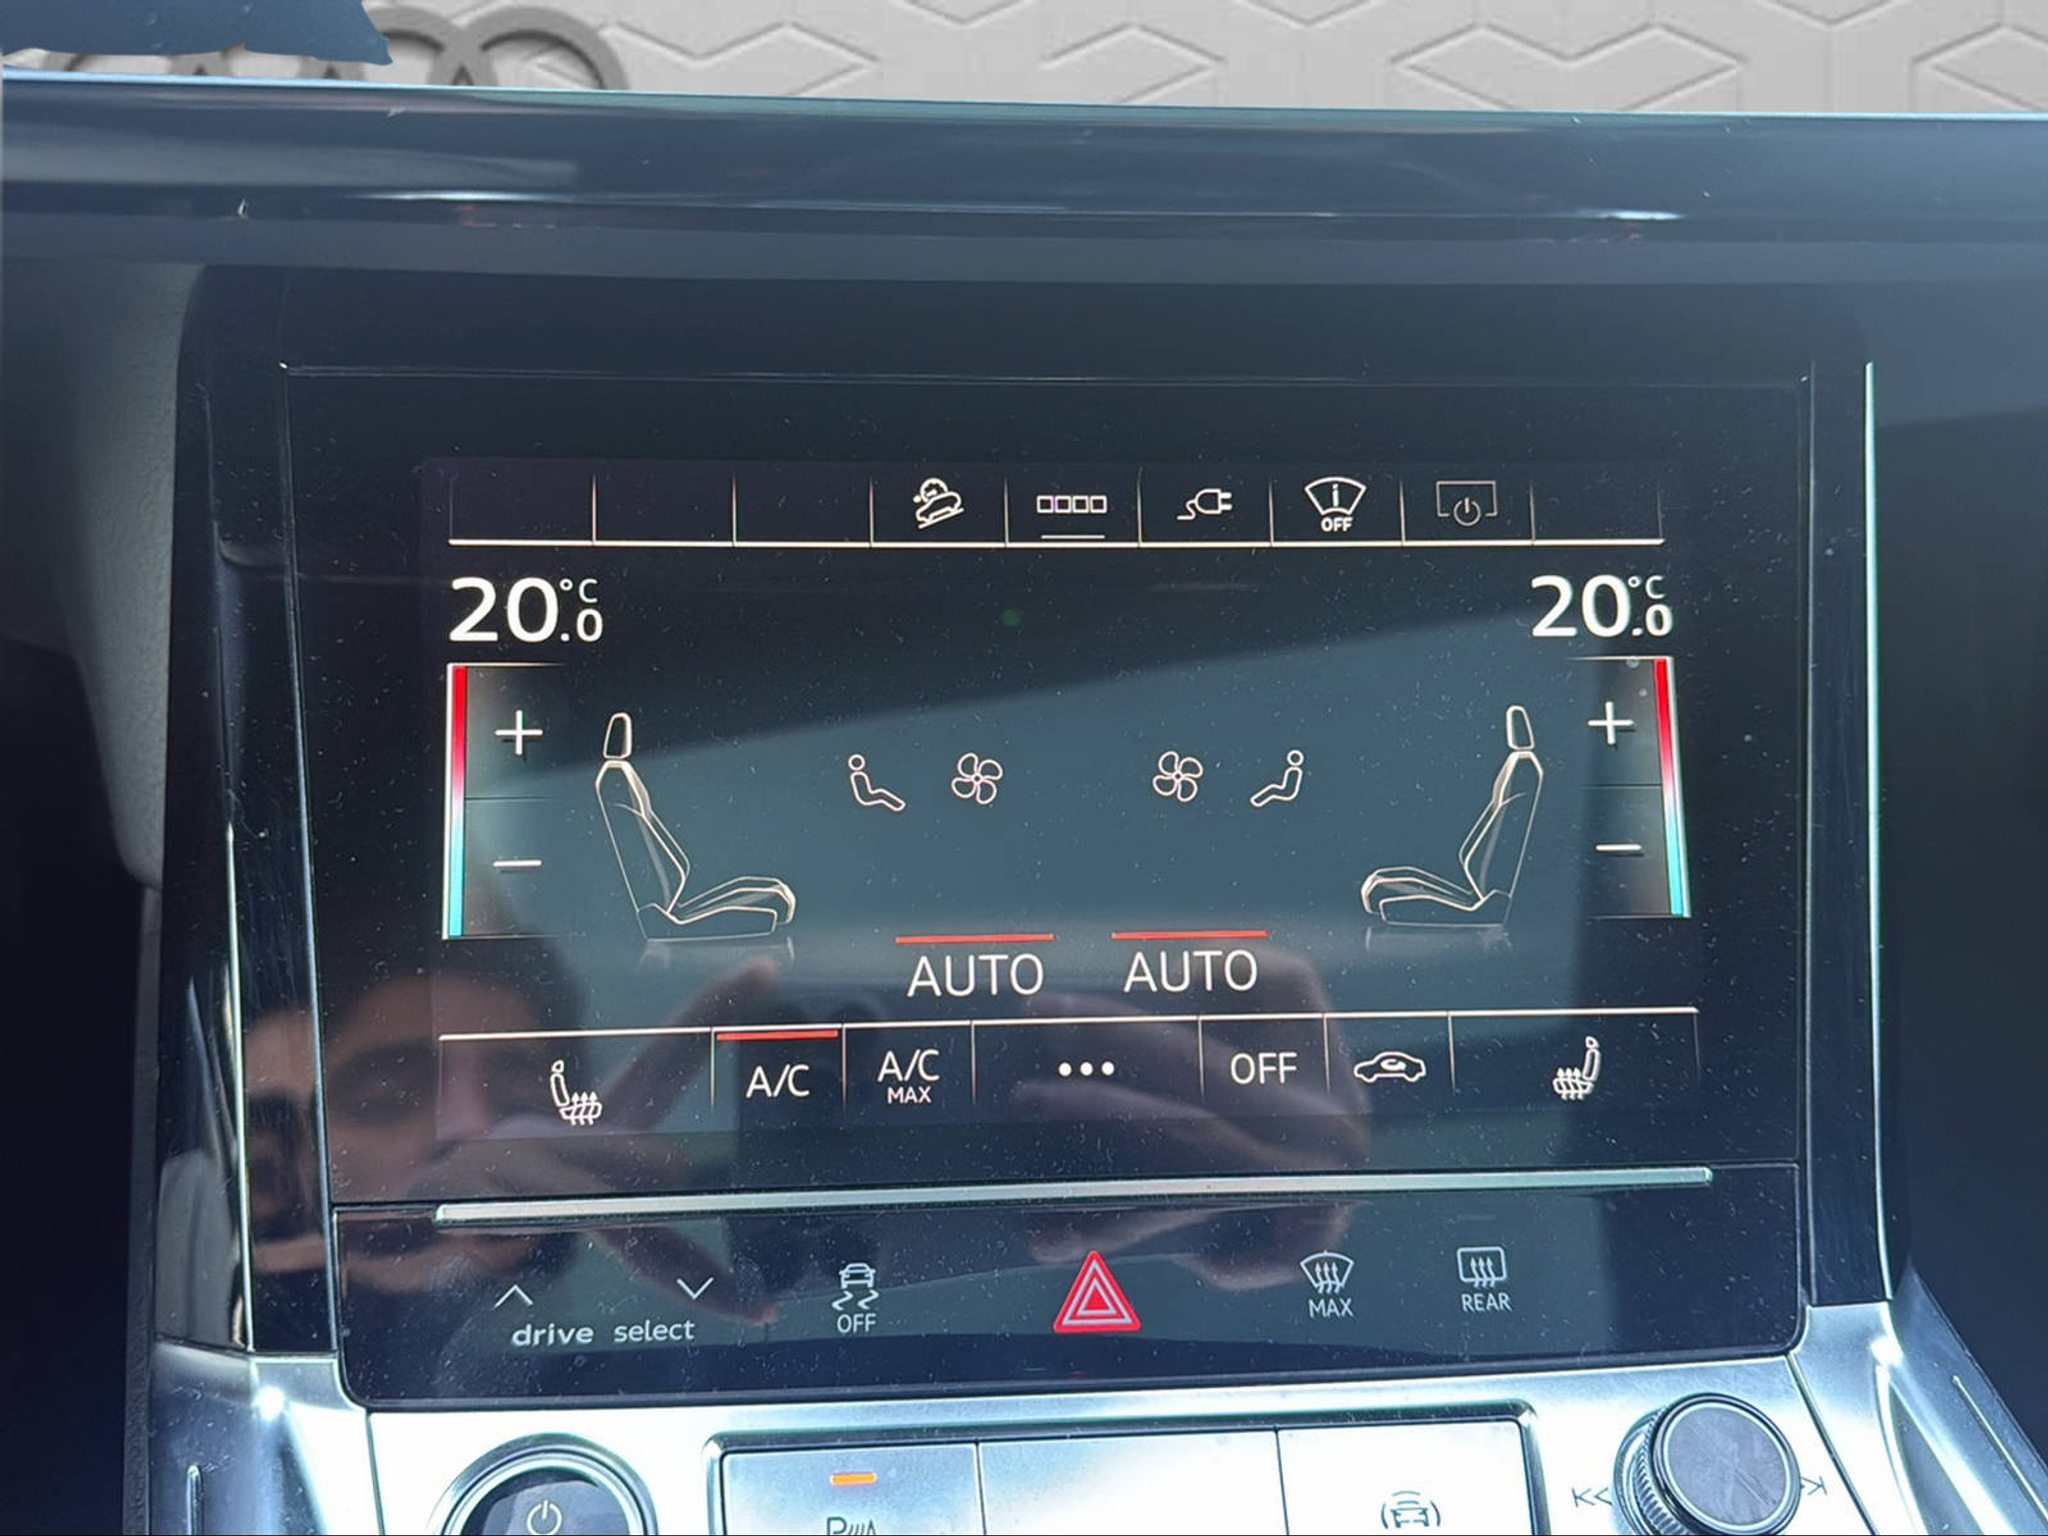 OFF
20.0 °C
20.0 °C
+
+
−
−
AUTO AUTO
A/C
A/C
MAX
•••
OFF
drive select
OFF
MAX
REAR